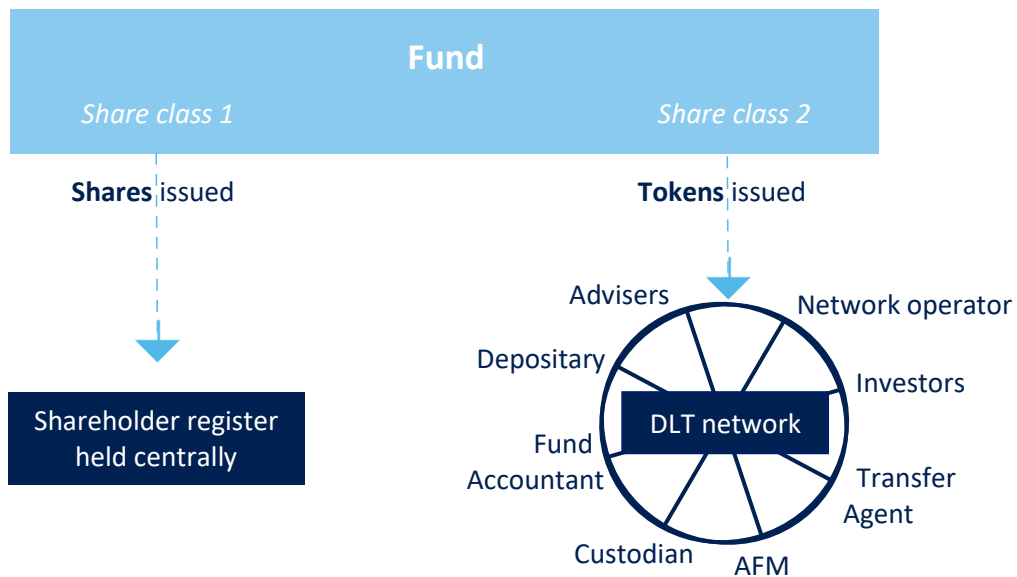 Fund
Share class 1
Share class 2
Shares issued
Tokens issued
Advisers
Network operator
Depositary
Investors
Shareholder register
held centrally
DLT network
Fund
Accountant
Transfer
Agent
Custodian
AFM